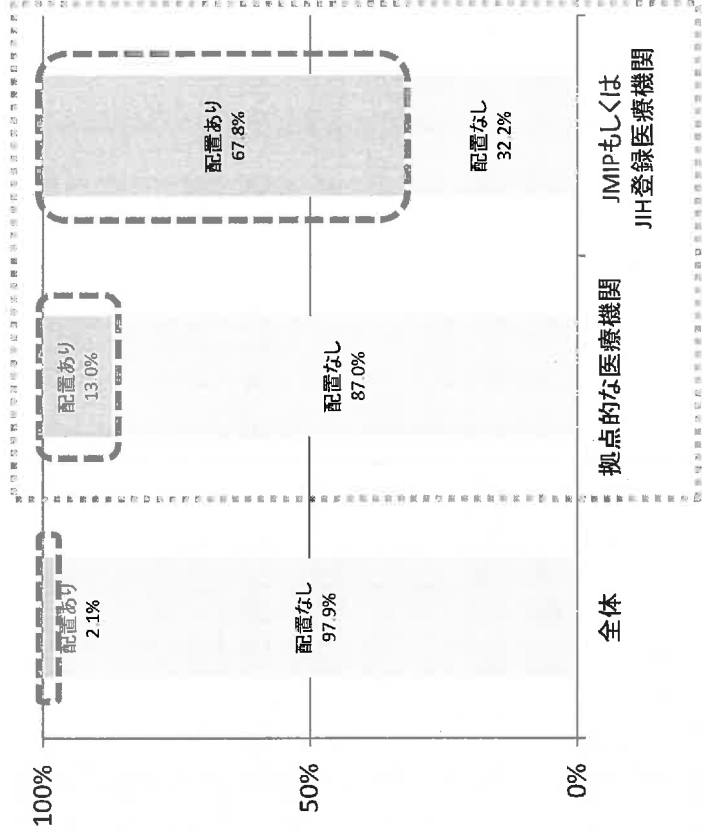 100%
50%
0%
配置あり
2.1%
配置なし
97.9%
全体
配置あり
13.0%
配置なし
87.0%
拠点的な医療機関
配置あり
67.8%
配置なし
32.2%
JMIPもしくは
JIH登録医療機関